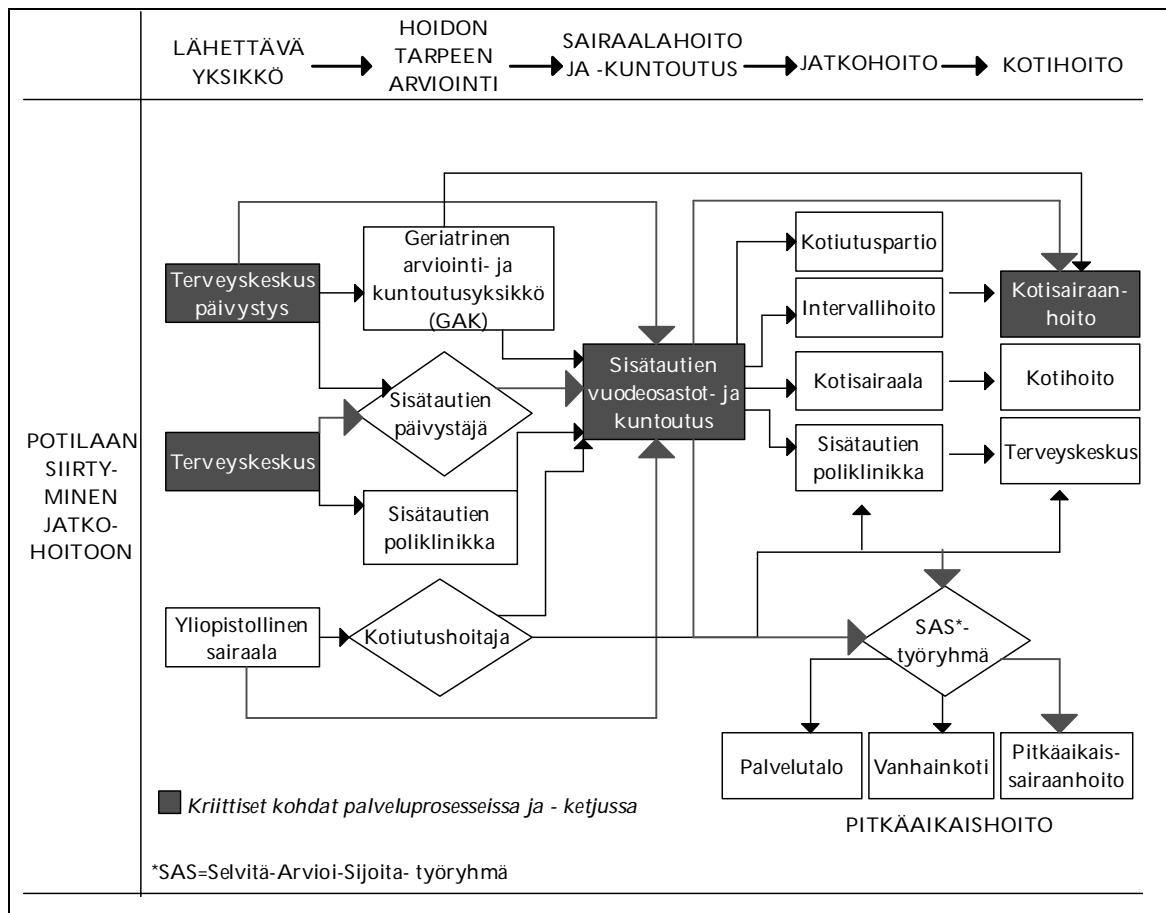 LÄHETTÄVÄ
YKSIKKÖ
HOIDON
TARPEEN
ARVIOINTI
SAIRAALAHOITO
JA -KUNTOUTUS
JATKOHOITO
KOTIHOITO
POTILAAN
SIIRTY-
MINEN
JATKO-
HOITOON
Terveyskeskus
päivystys
Terveyskeskus
Yliopistollinen
sairaala
Geriatrinen
arviointi- ja
kuntoutusyksikkö
(GAK)
Sisätautien
päivystäjä
Sisätautien
poliklinikka
Kotiutushoitaja
Sisätautien
vuodeosastot- ja
kuntoutus
Kotiutuspartio
Intervallihoito
Kotisairaala
Sisätautien
poliklinikka
Kotisairaan-
hoito
Kotihoito
Terveyskeskus
SAS*-
työryhmä
Palvelutalo
Vanhainkoti
Pitkäaikais-
sairaanhoito
PITKÄAIKAISHOITO
Kriittiset kohdat palveluprosesseissa ja - ketjussa
*SAS=Selvitä-Arvioi-Sijoita- työryhmä